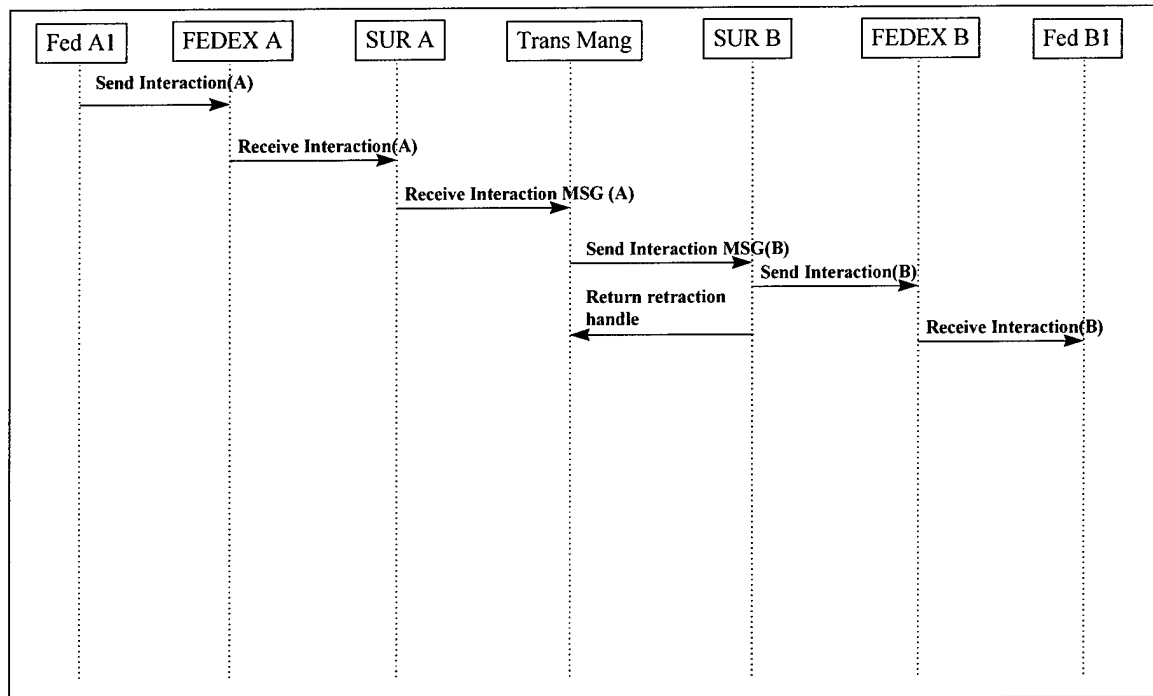 Fed A1
FEDEX A
SUR A
Trans Mang
SUR B
FEDEX B
Fed B1
Send Interaction(A)
Receive Interaction(A)
Receive Interaction MSG (A)
Send Interaction MSG(B)
Send Interaction(B)
Return retraction
handle
Receive Interaction(B)